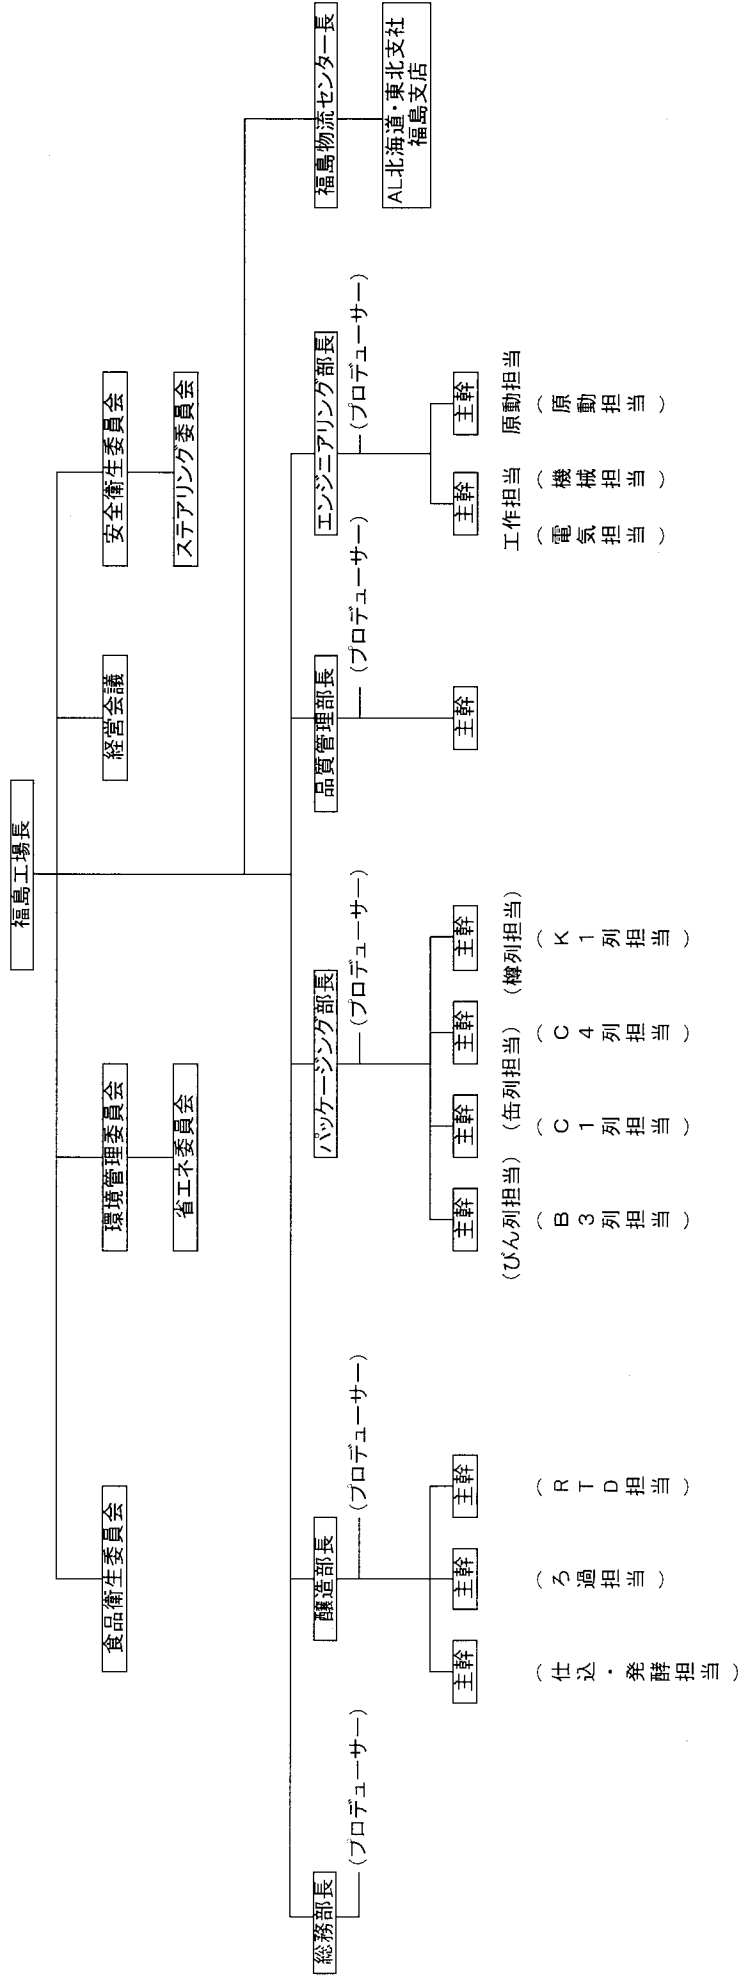 福島工場長
食品衛生委員会
環境管理委員会
経営会議
安全衛生委員会
省エネ委員会
ステアリング委員会
総務部長
醸造部長
パッケージング部長
品質管理部長
エンジニアリング部長
福島物流センター長
(プロデューサー)
(プロデューサー)
(プロデューサー)
(プロデューサー)
(プロデューサー)
AL北海道・東北支社
福島支店
主幹
主幹
主幹
主幹
主幹
主幹
主幹
主幹
主幹
主幹
(びん列担当)
(缶列担当)
(樽列担当)
工作担当
原動担当
(仕込・発酵担当)
(ろ過担当)
(RTD担当)
(B3列担当)
(C1列担当)
(C4列担当)
(K1列担当)
(電気担当)
(機械担当)
(原動担当)